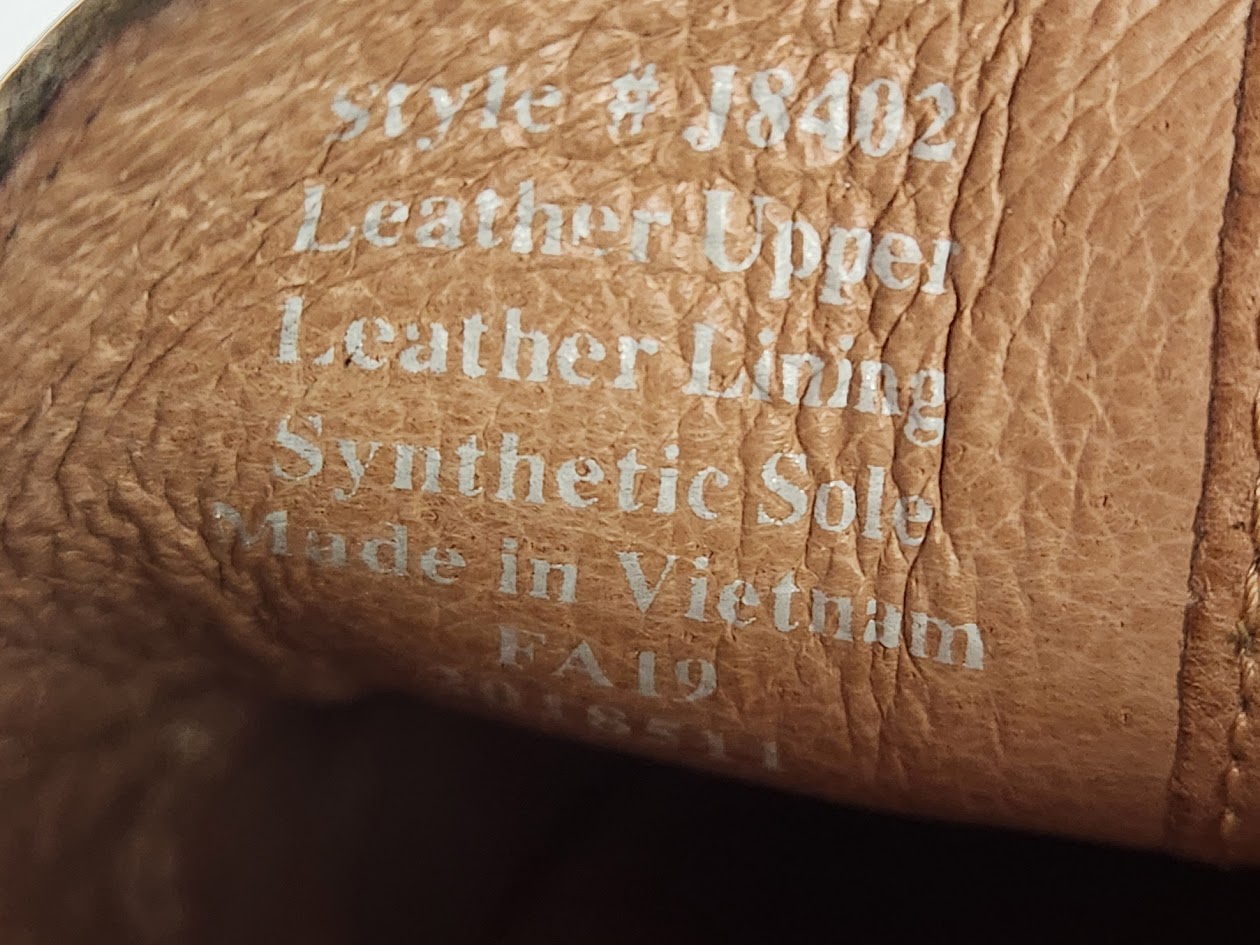 Style # J8402
Leather Upper
Leather Lining
Synthetic Sole
Made in Vietnam
FA19